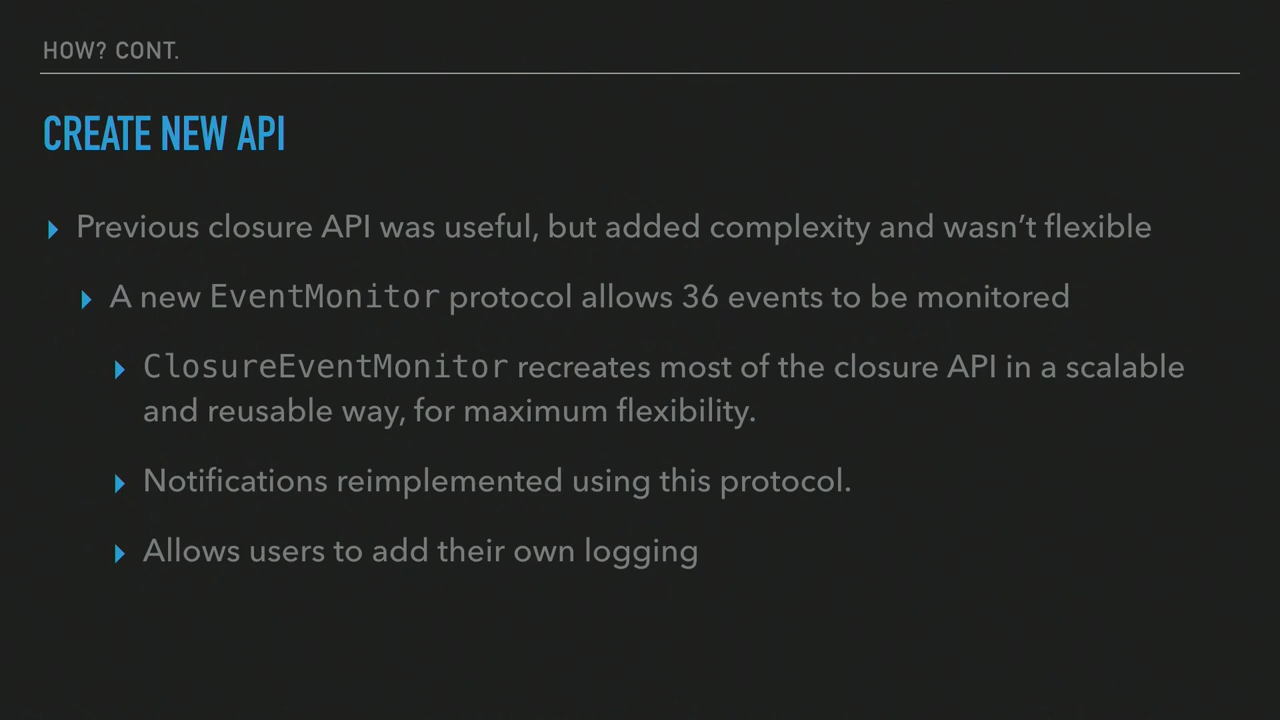 HOW? CONT.
CREATE NEW API
Previous closure API was useful, but added complexity and wasn’t flexible
A new EventMonitor protocol allows 36 events to be monitored
ClosureEventMonitor recreates most of the closure API in a scalable
and reusable way, for maximum flexibility.
Notifications reimplemented using this protocol.
Allows users to add their own logging